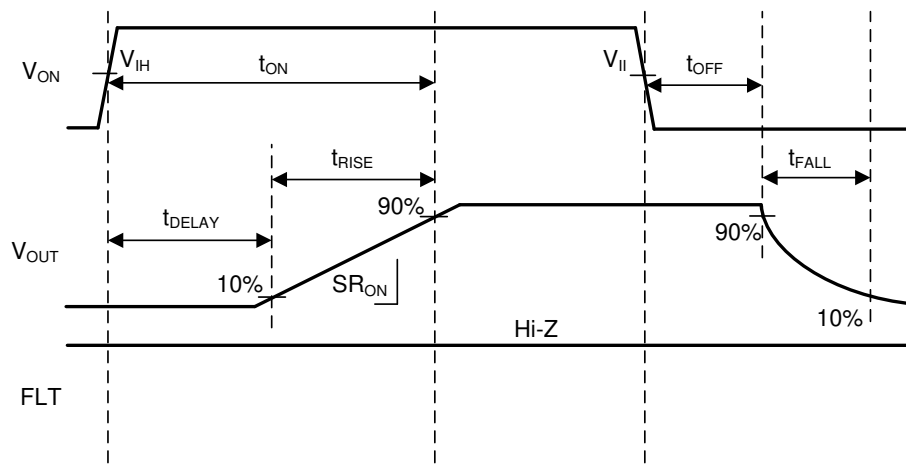 VON
VIH
tON
VII
tOFF
tRISE
tFALL
90%
tDELAY
90%
VOUT
10%
SRON
10%
Hi-Z
FLT